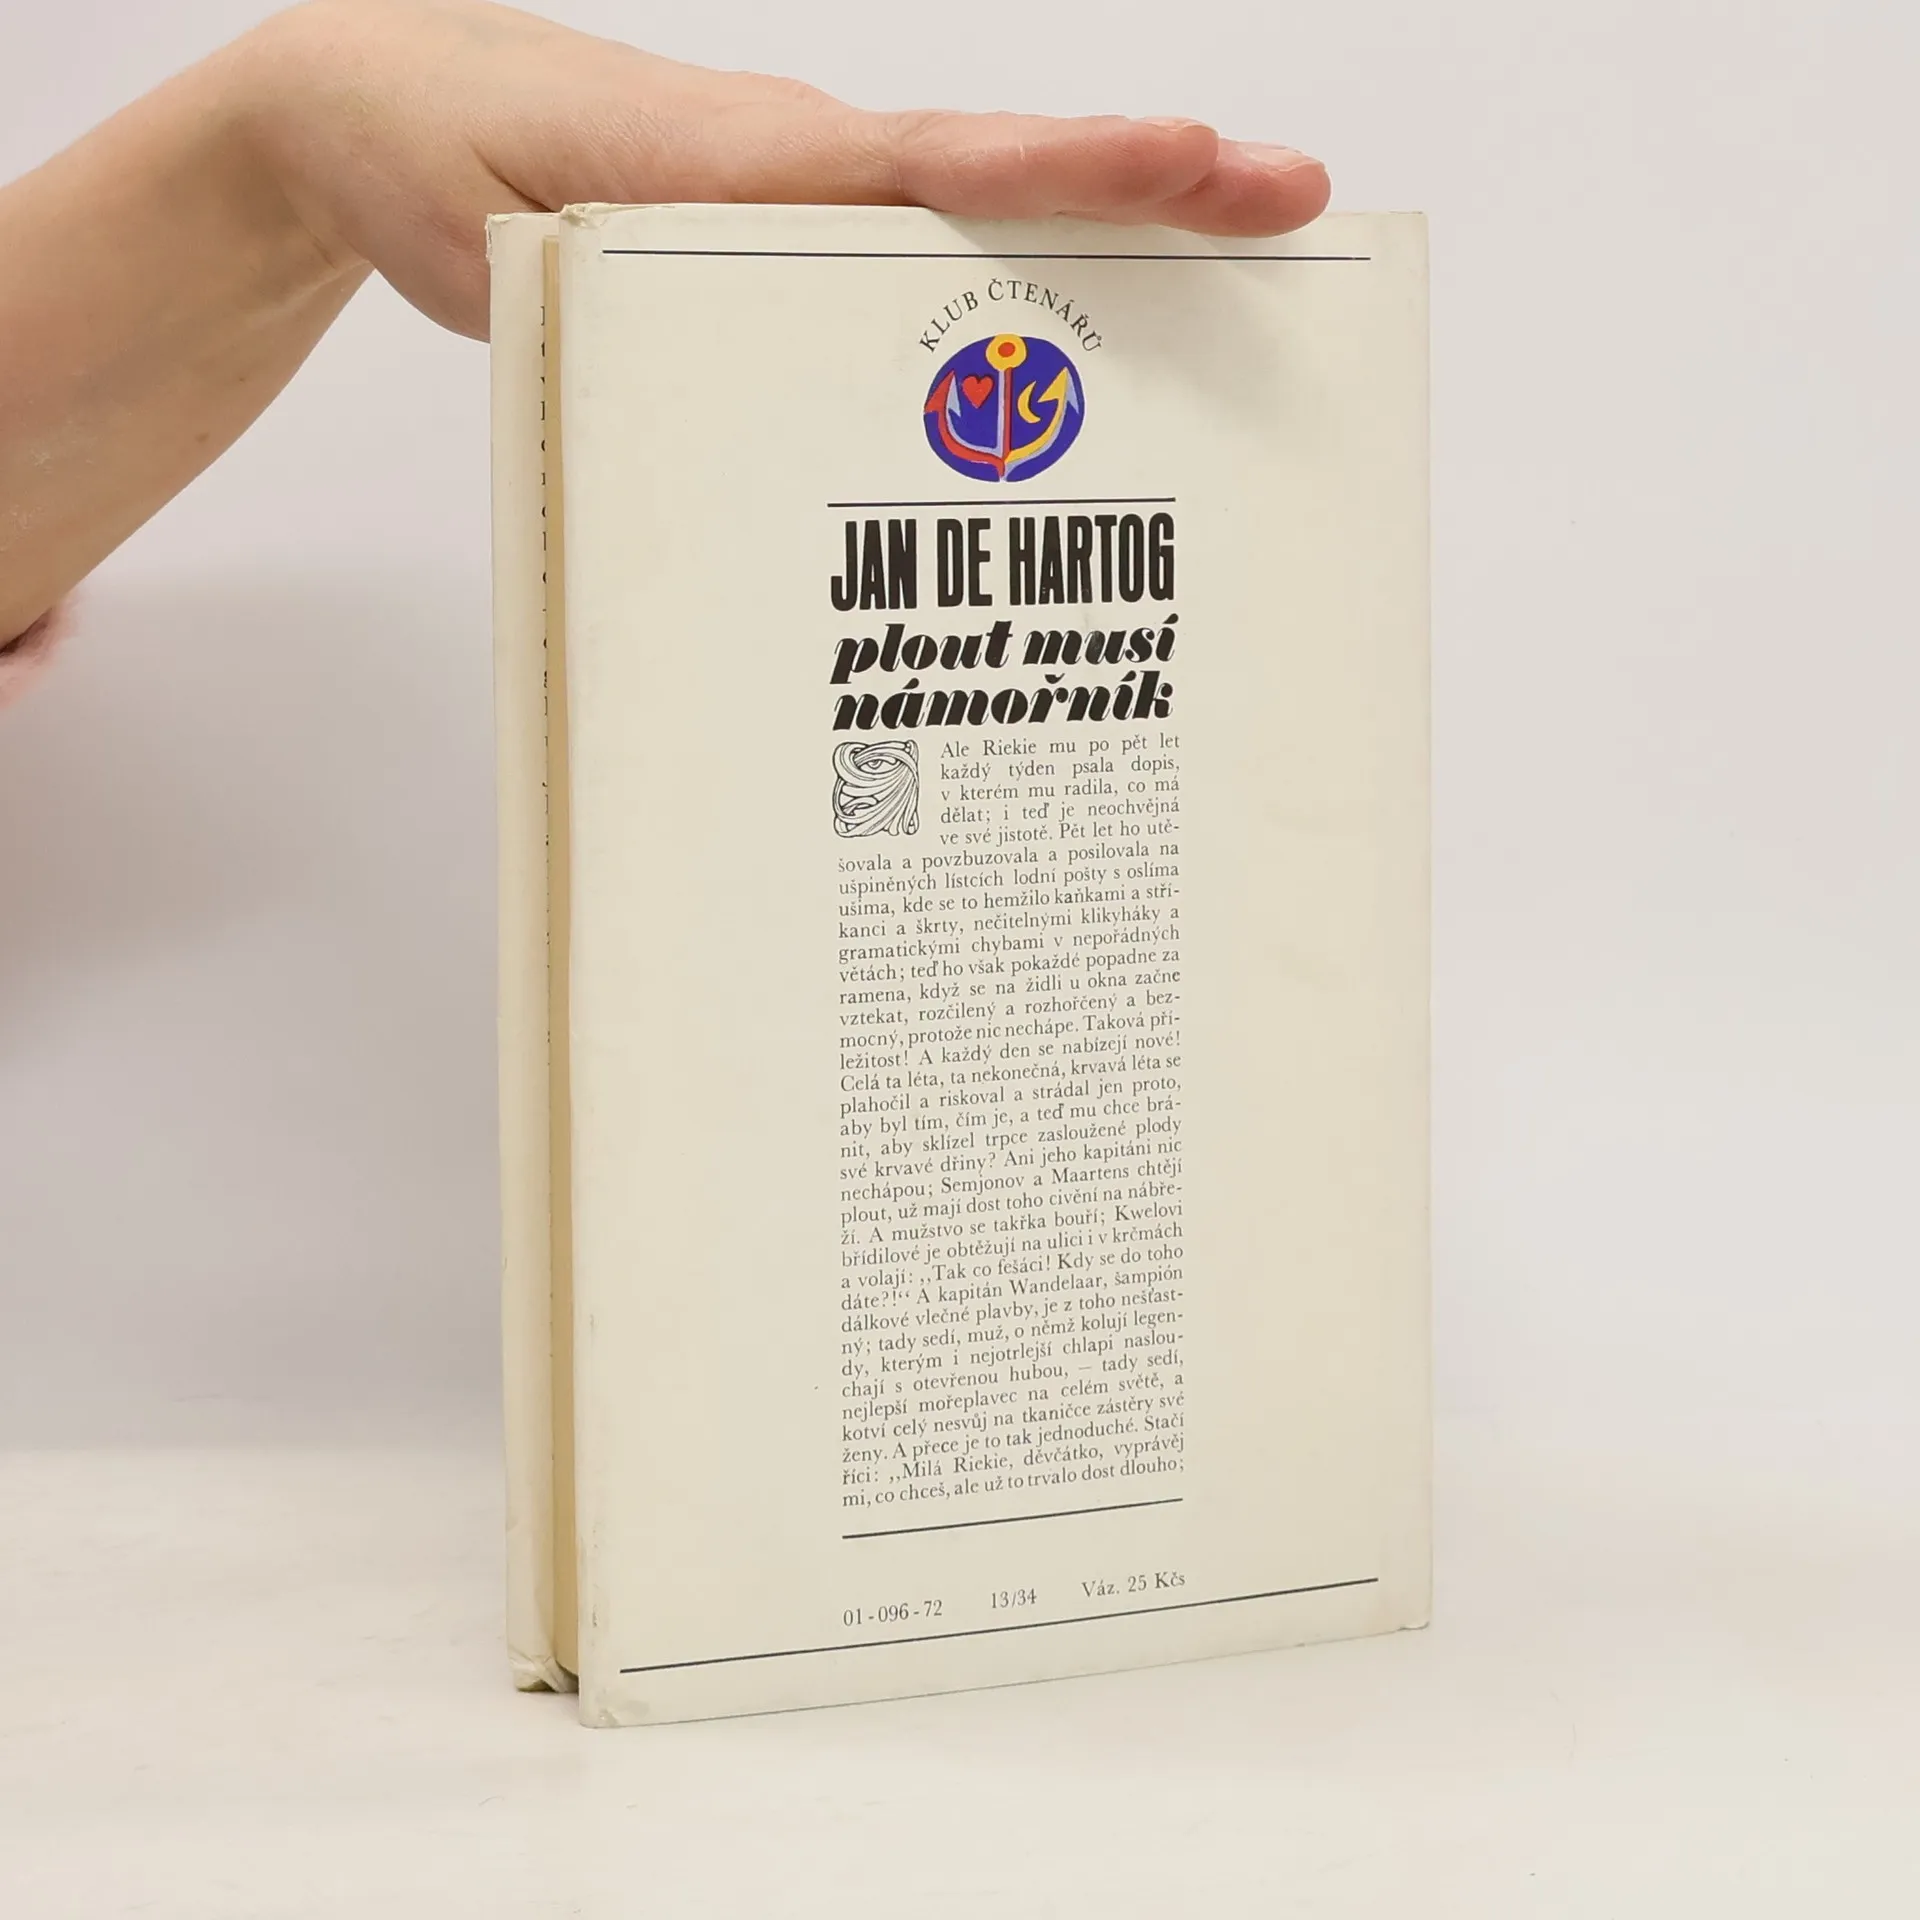 KLUB ČTENÁŘŮ
JAN DE HARTOG
plout musí
námořník
Ale Riekie mu po pět let
každý týden psala dopis,
v kterém mu radila, co má
dělat; i teď je neochvějná
ve své jistotě. Pět let ho utě-
šovala a povzbuzovala a posilovala na
ušpiněných lístcích lodní pošty s oslíma
ušima, kde se to hemžilo kaňkami a stří-
kanci a škrty, nečitelnými klikyháky a
gramatickými chybami v nepořádných
větách; teď ho však pokaždé popadne za
ramena, když se na židli u okna začne
vztekat, rozčilený a rozhořčený a bez-
mocný, protože nic nechápe. Taková pří-
ležitost! A každý den se nabízejí nové!
Celá ta léta, ta nekonečná, krvavá léta se
plahočil a riskoval a strádal jen proto,
aby byl tím, čím je, a teď mu chce brá-
nit, aby sklízel trpce zasloužené plody
své krvavé dřiny? Ani jeho kapitáni nic
nechápou; Semjonov a Maartens chtějí
plout, už mají dost toho civění na nábře-
ží. A mužstvo se takřka bouří; Kwelovi
břídilové je obtěžují na ulici i v krčmách
a volají: ,,Tak co fešáci! Kdy se do toho
dáte?!“ A kapitán Wandelaar, šampión
dálkové vlečné plavby, je z toho nešťast-
ný; tady sedí, muž, o němž kolují legen-
dy, kterým i nejotrlejší chlapi naslou-
chají s otevřenou hubou, — tady sedí,
nejlepší mořeplavec na celém světě, a
kotví celý nesvůj na tkaničce zástěry své
ženy. A přece je to tak jednoduché. Stačí
říci: ,,Milá Riekie, děvčátko, vyprávěj
mi, co chceš, ale už to trvalo dost dlouho;
01-096-72 13/34 Váz. 25 Kčs